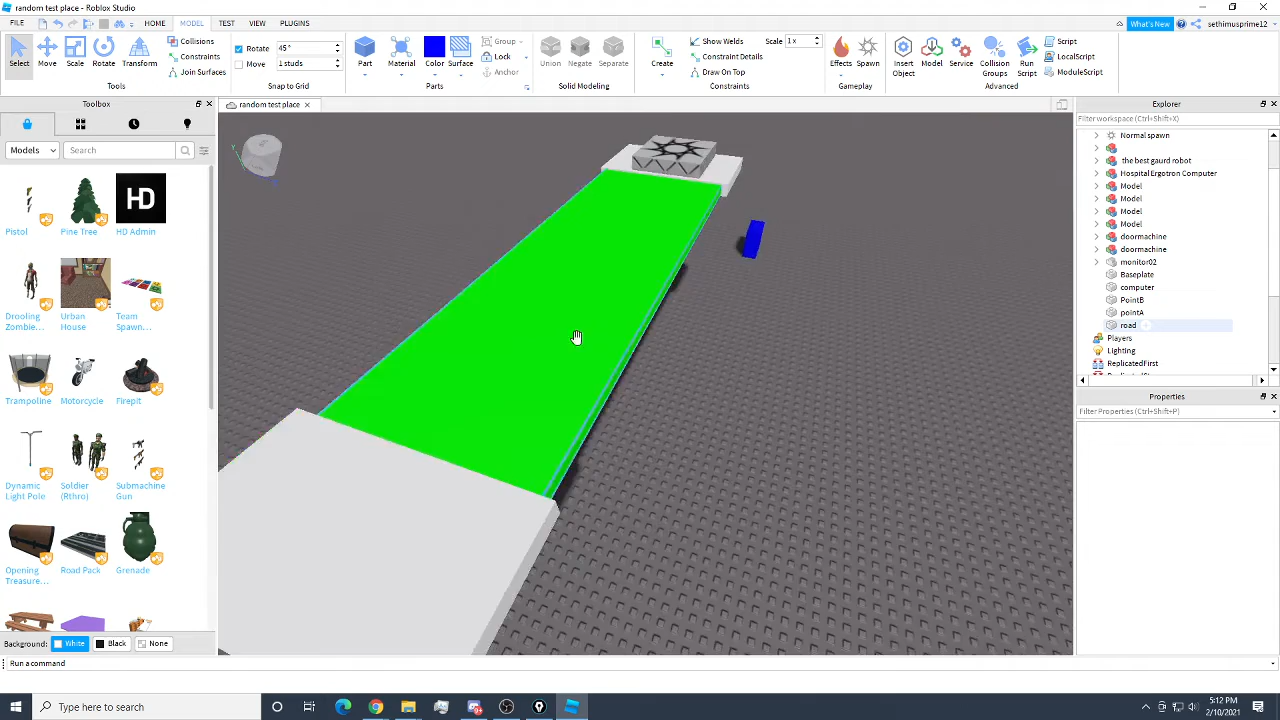 random test place - Roblox Studio
FILE HOME MODEL TEST VIEW PLUGINS What's New sethimusprime12
Select Move Scale Rotate Transform
Collisions
Constraints
Join Surfaces
Tools
Rotate 45°
Move 1 studs
Snap to Grid
Part Material Color Surface
Group
Lock
Anchor
Parts
Union Negate Separate
Solid Modeling
Create
Show Welds
Constraint Details
Draw On Top
Scale 1 x
Constraints
Effects Spawn
Gameplay
Insert Object Model Service Collision Groups Run Script
Script
LocalScript
ModuleScript
Advanced
Toolbox
Models Search
Pistol Pine Tree HD Admin
HD
Drooling Zombie... Urban House Team Spawn...
Trampoline Motorcycle Firepit
Dynamic Light Pole Soldier (Rthro) Submachine Gun
Opening Treasure... Road Pack Grenade
Background: White Black None
Run a command
random test place
Y
Explorer
Filter workspace (Ctrl+Shift+X)
Normal spawn
the best gaurd robot
Hospital Ergotron Computer
Model
Model
Model
Model
doormachine
doormachine
monitor02
Baseplate
computer
PointB
pointA
road
Players
Lighting
ReplicatedFirst
Properties
Filter Properties (Ctrl+Shift+P)
Type here to search
5:12 PM
2/10/2021